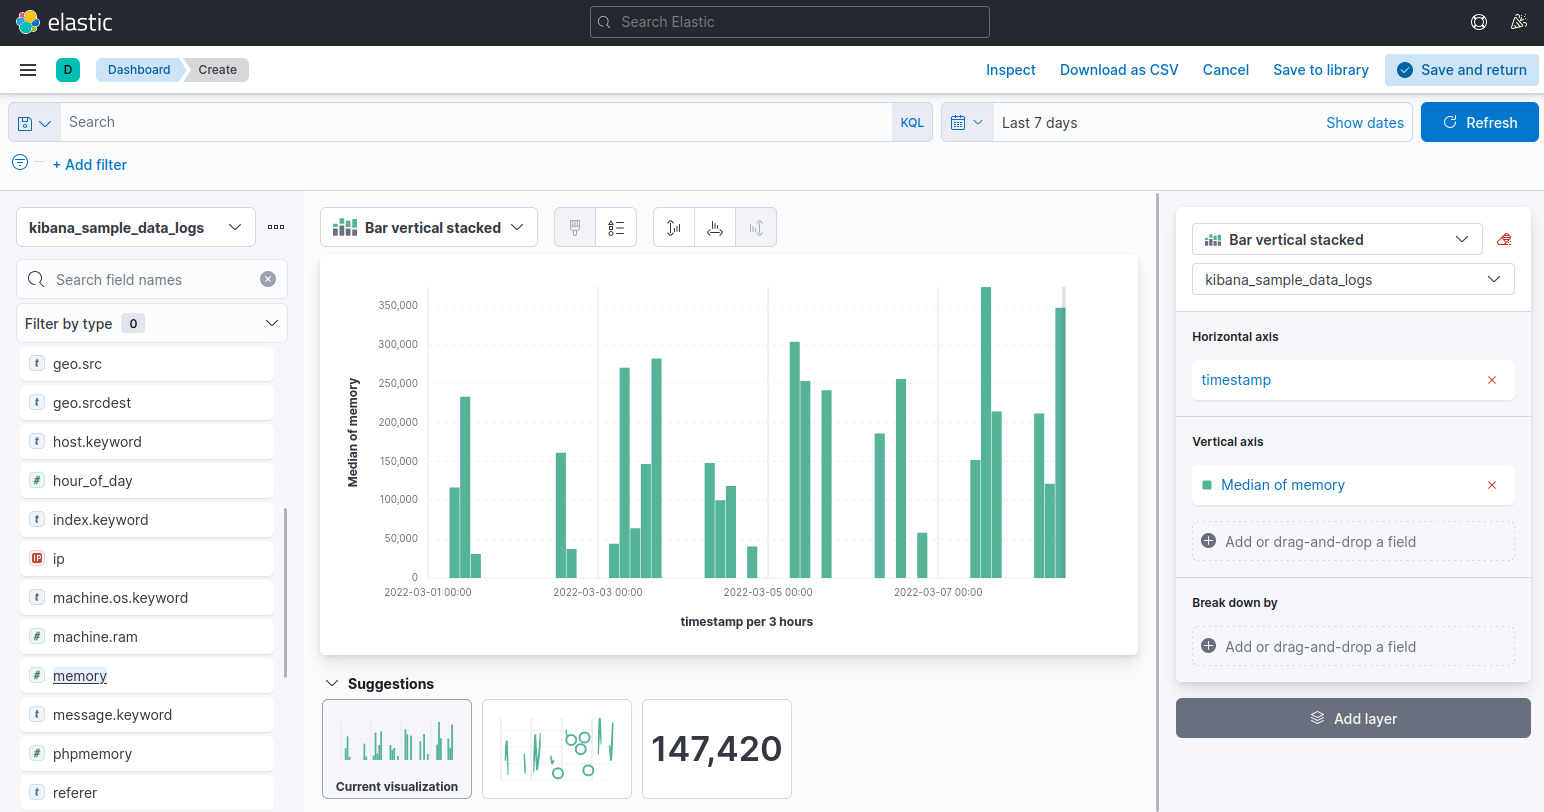 elastic
Search Elastic
D
Dashboard
Create
Inspect
Download as CSV
Cancel
Save to library
Save and return
Search
KQL
Last 7 days
Show dates
Refresh
+ Add filter
kibana_sample_data_logs
Search field names
Filter by type 0
t geo.src
t geo.srcdest
t host.keyword
# hour_of_day
t index.keyword
IP ip
t machine.os.keyword
# machine.ram
# memory
t message.keyword
# phpmemory
t referer
Bar vertical stacked
Median of memory
350,000
300,000
250,000
200,000
150,000
100,000
50,000
0
2022-03-01 00:00
2022-03-03 00:00
2022-03-05 00:00
2022-03-07 00:00
timestamp per 3 hours
Suggestions
Current visualization
147,420
Bar vertical stacked
kibana_sample_data_logs
Horizontal axis
timestamp
Vertical axis
Median of memory
Add or drag-and-drop a field
Break down by
Add or drag-and-drop a field
Add layer